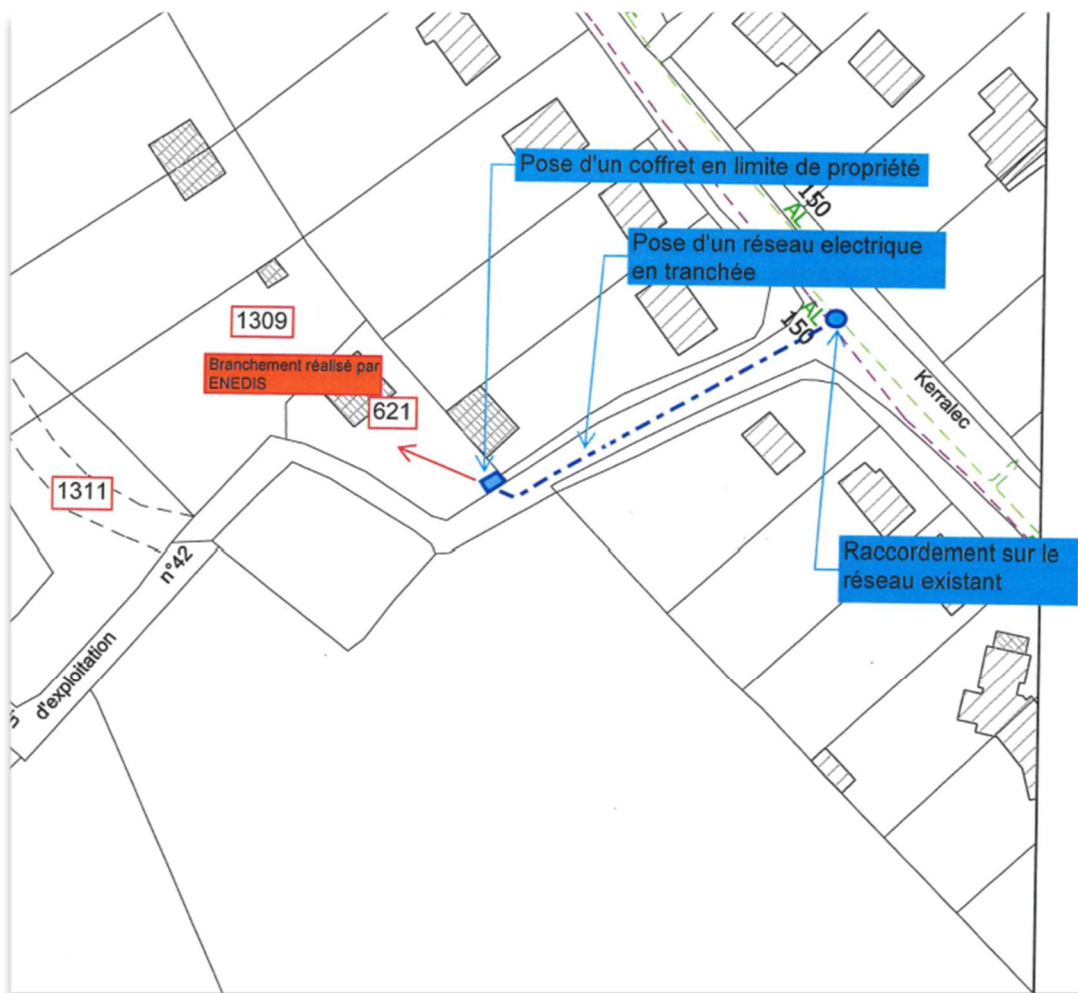 Pose d'un coffret en limite de propriété
150
AL
Pose d'un réseau electrique
en tranchée
AL
150
1309
Branchement réalisé par
ENEDIS
621
Kerralec
1311
Raccordement sur le
réseau existant
n°42
d'exploitation